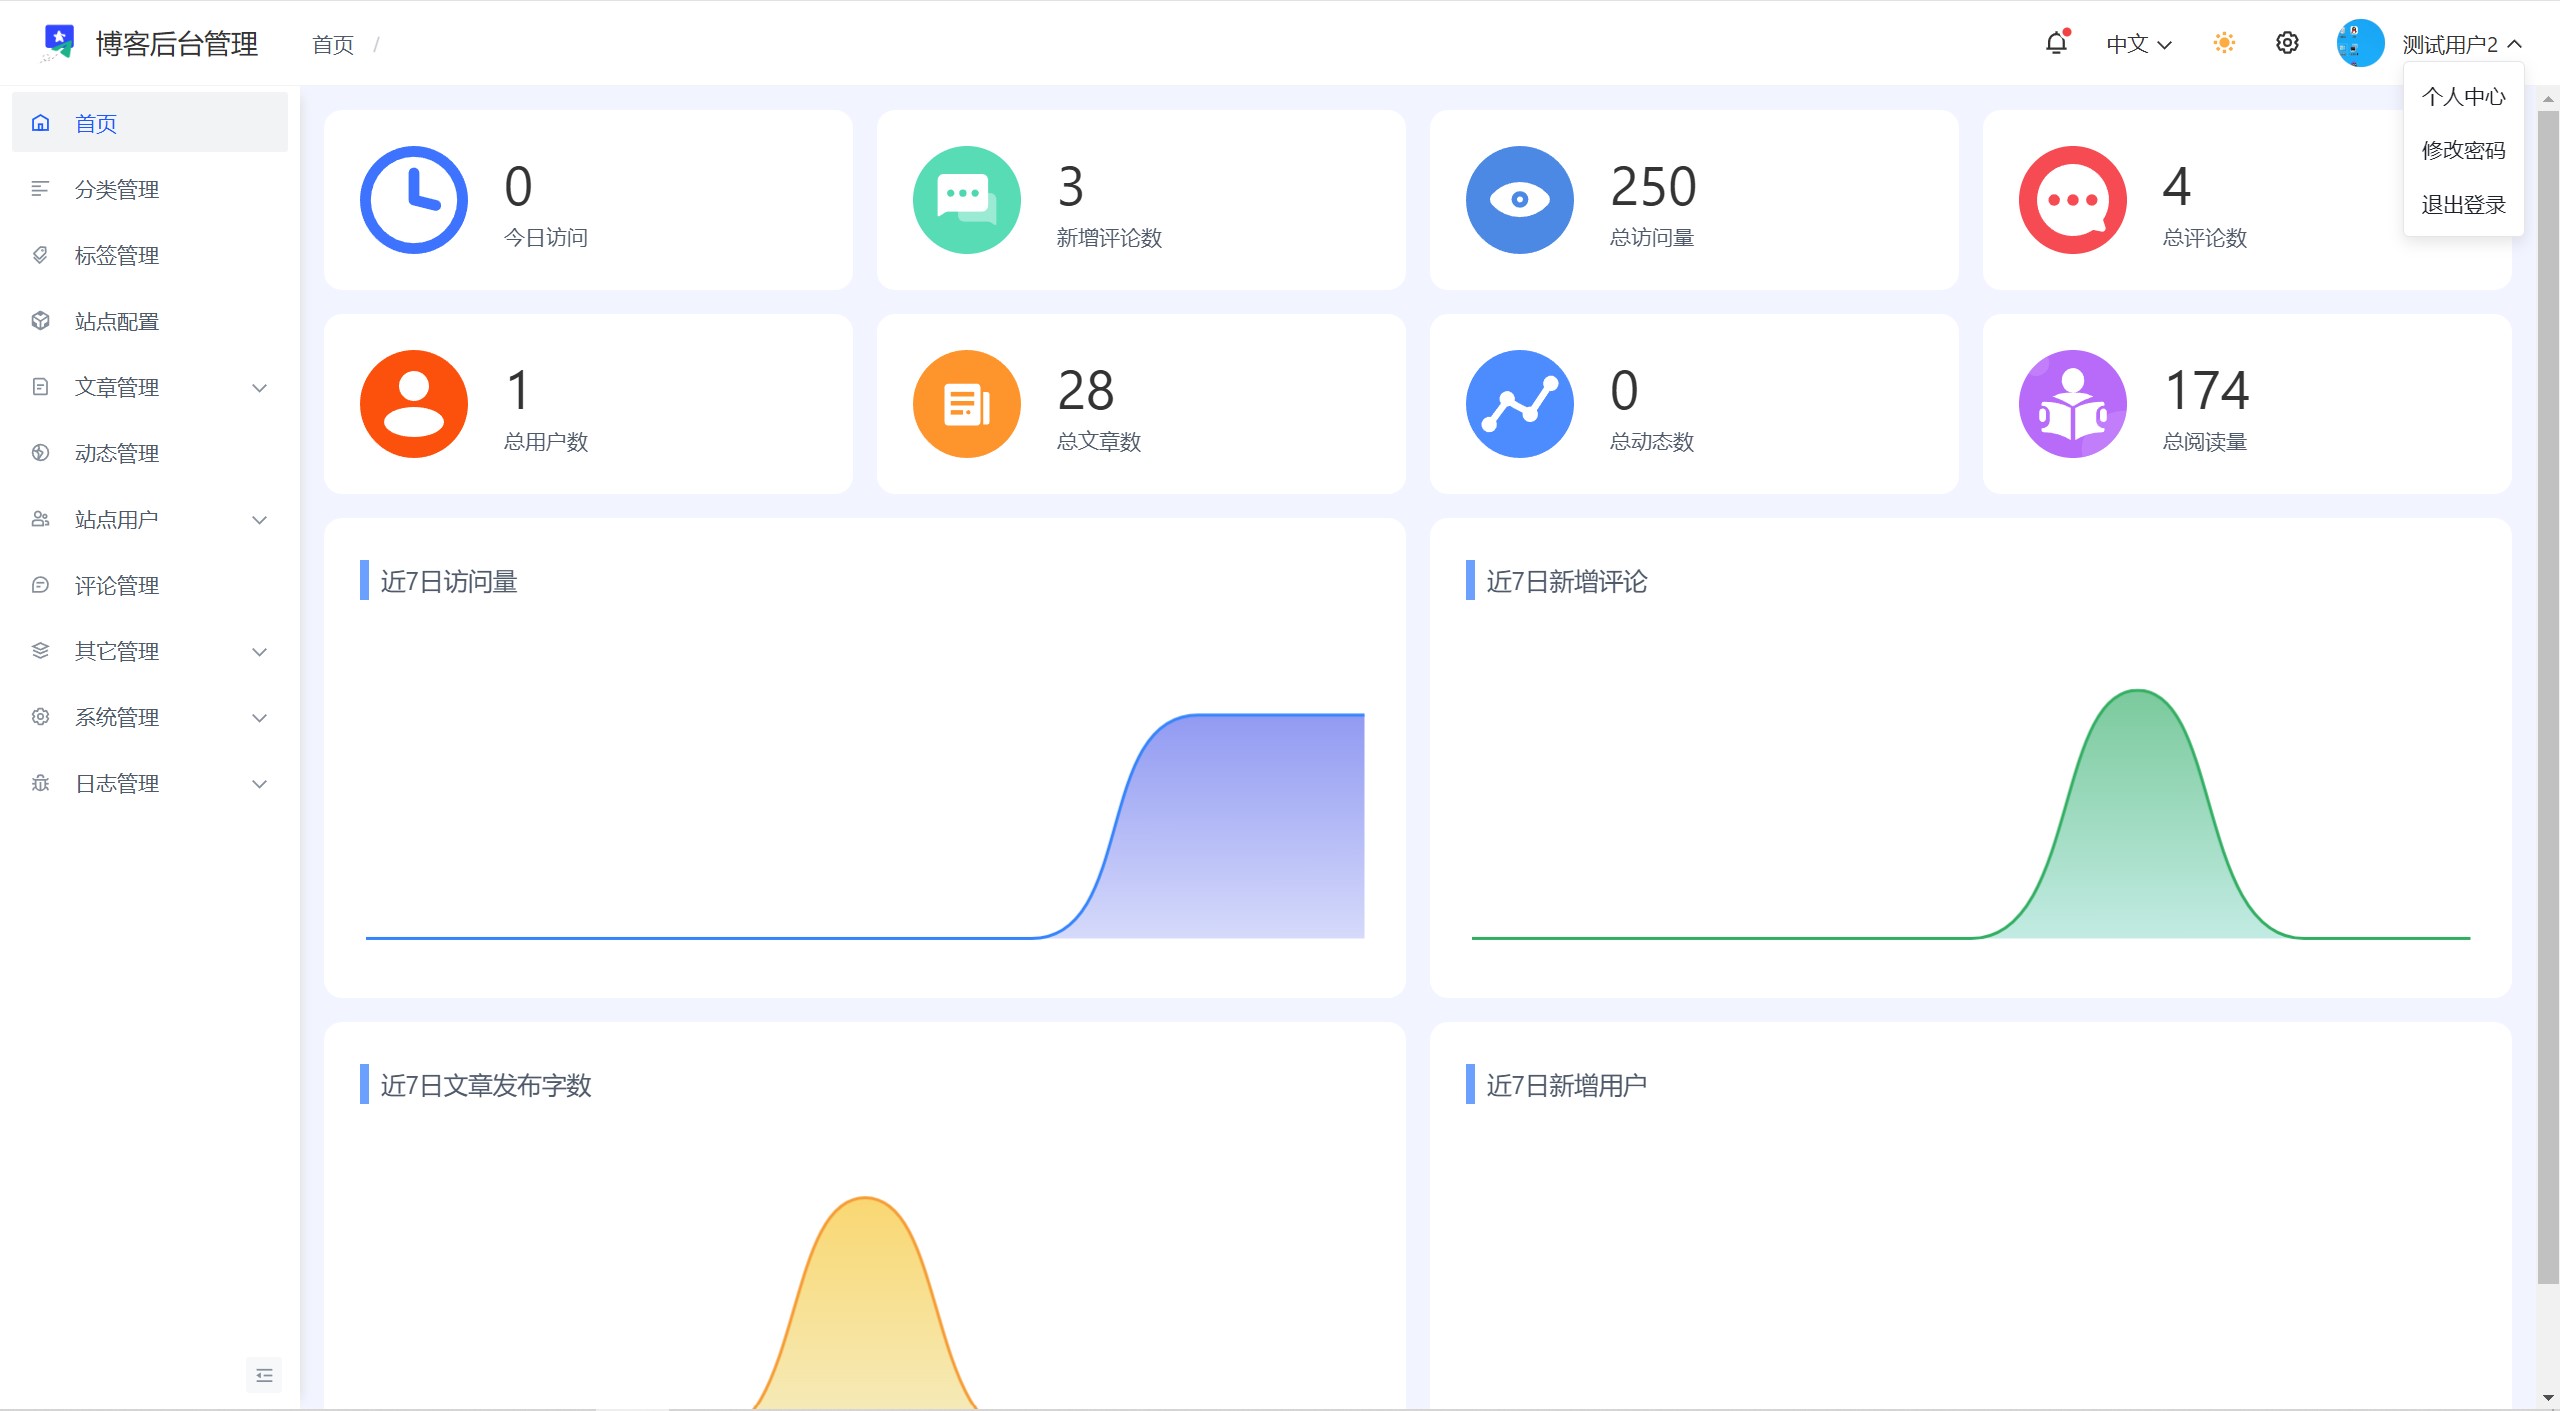 博客后台管理
首页 /
中文
测试用户2
个人中心
修改密码
退出登录
首页
分类管理
标签管理
站点配置
文章管理
动态管理
站点用户
评论管理
其它管理
系统管理
日志管理
0
今日访问
3
新增评论数
250
总访问量
4
总评论数
1
总用户数
28
总文章数
0
总动态数
174
总阅读量
近7日访问量
近7日新增评论
近7日文章发布字数
近7日新增用户